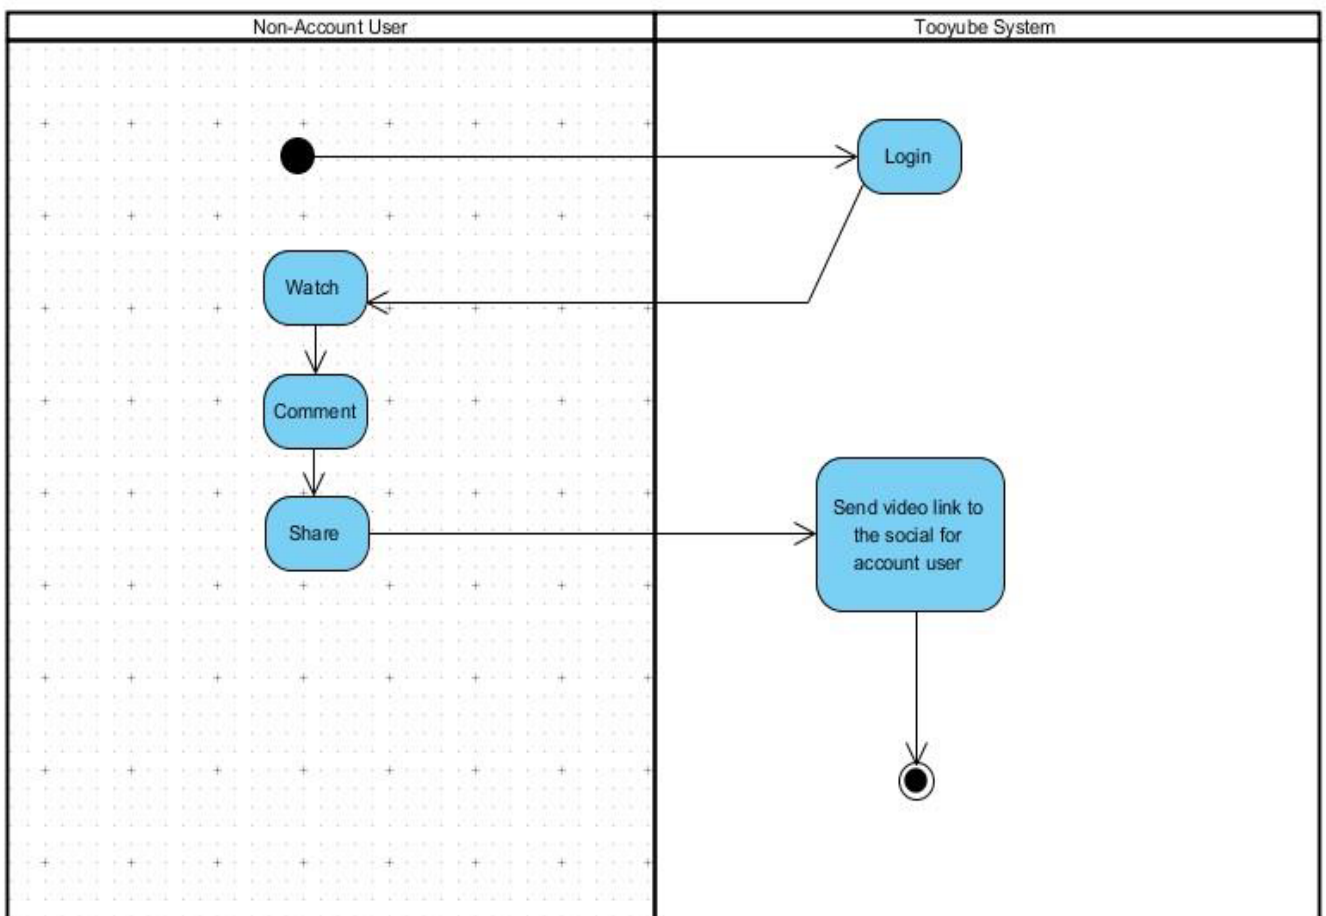 Non-Account User
Tooyube System
Login
Watch
Comment
Share
Send video link to
the social for
account user